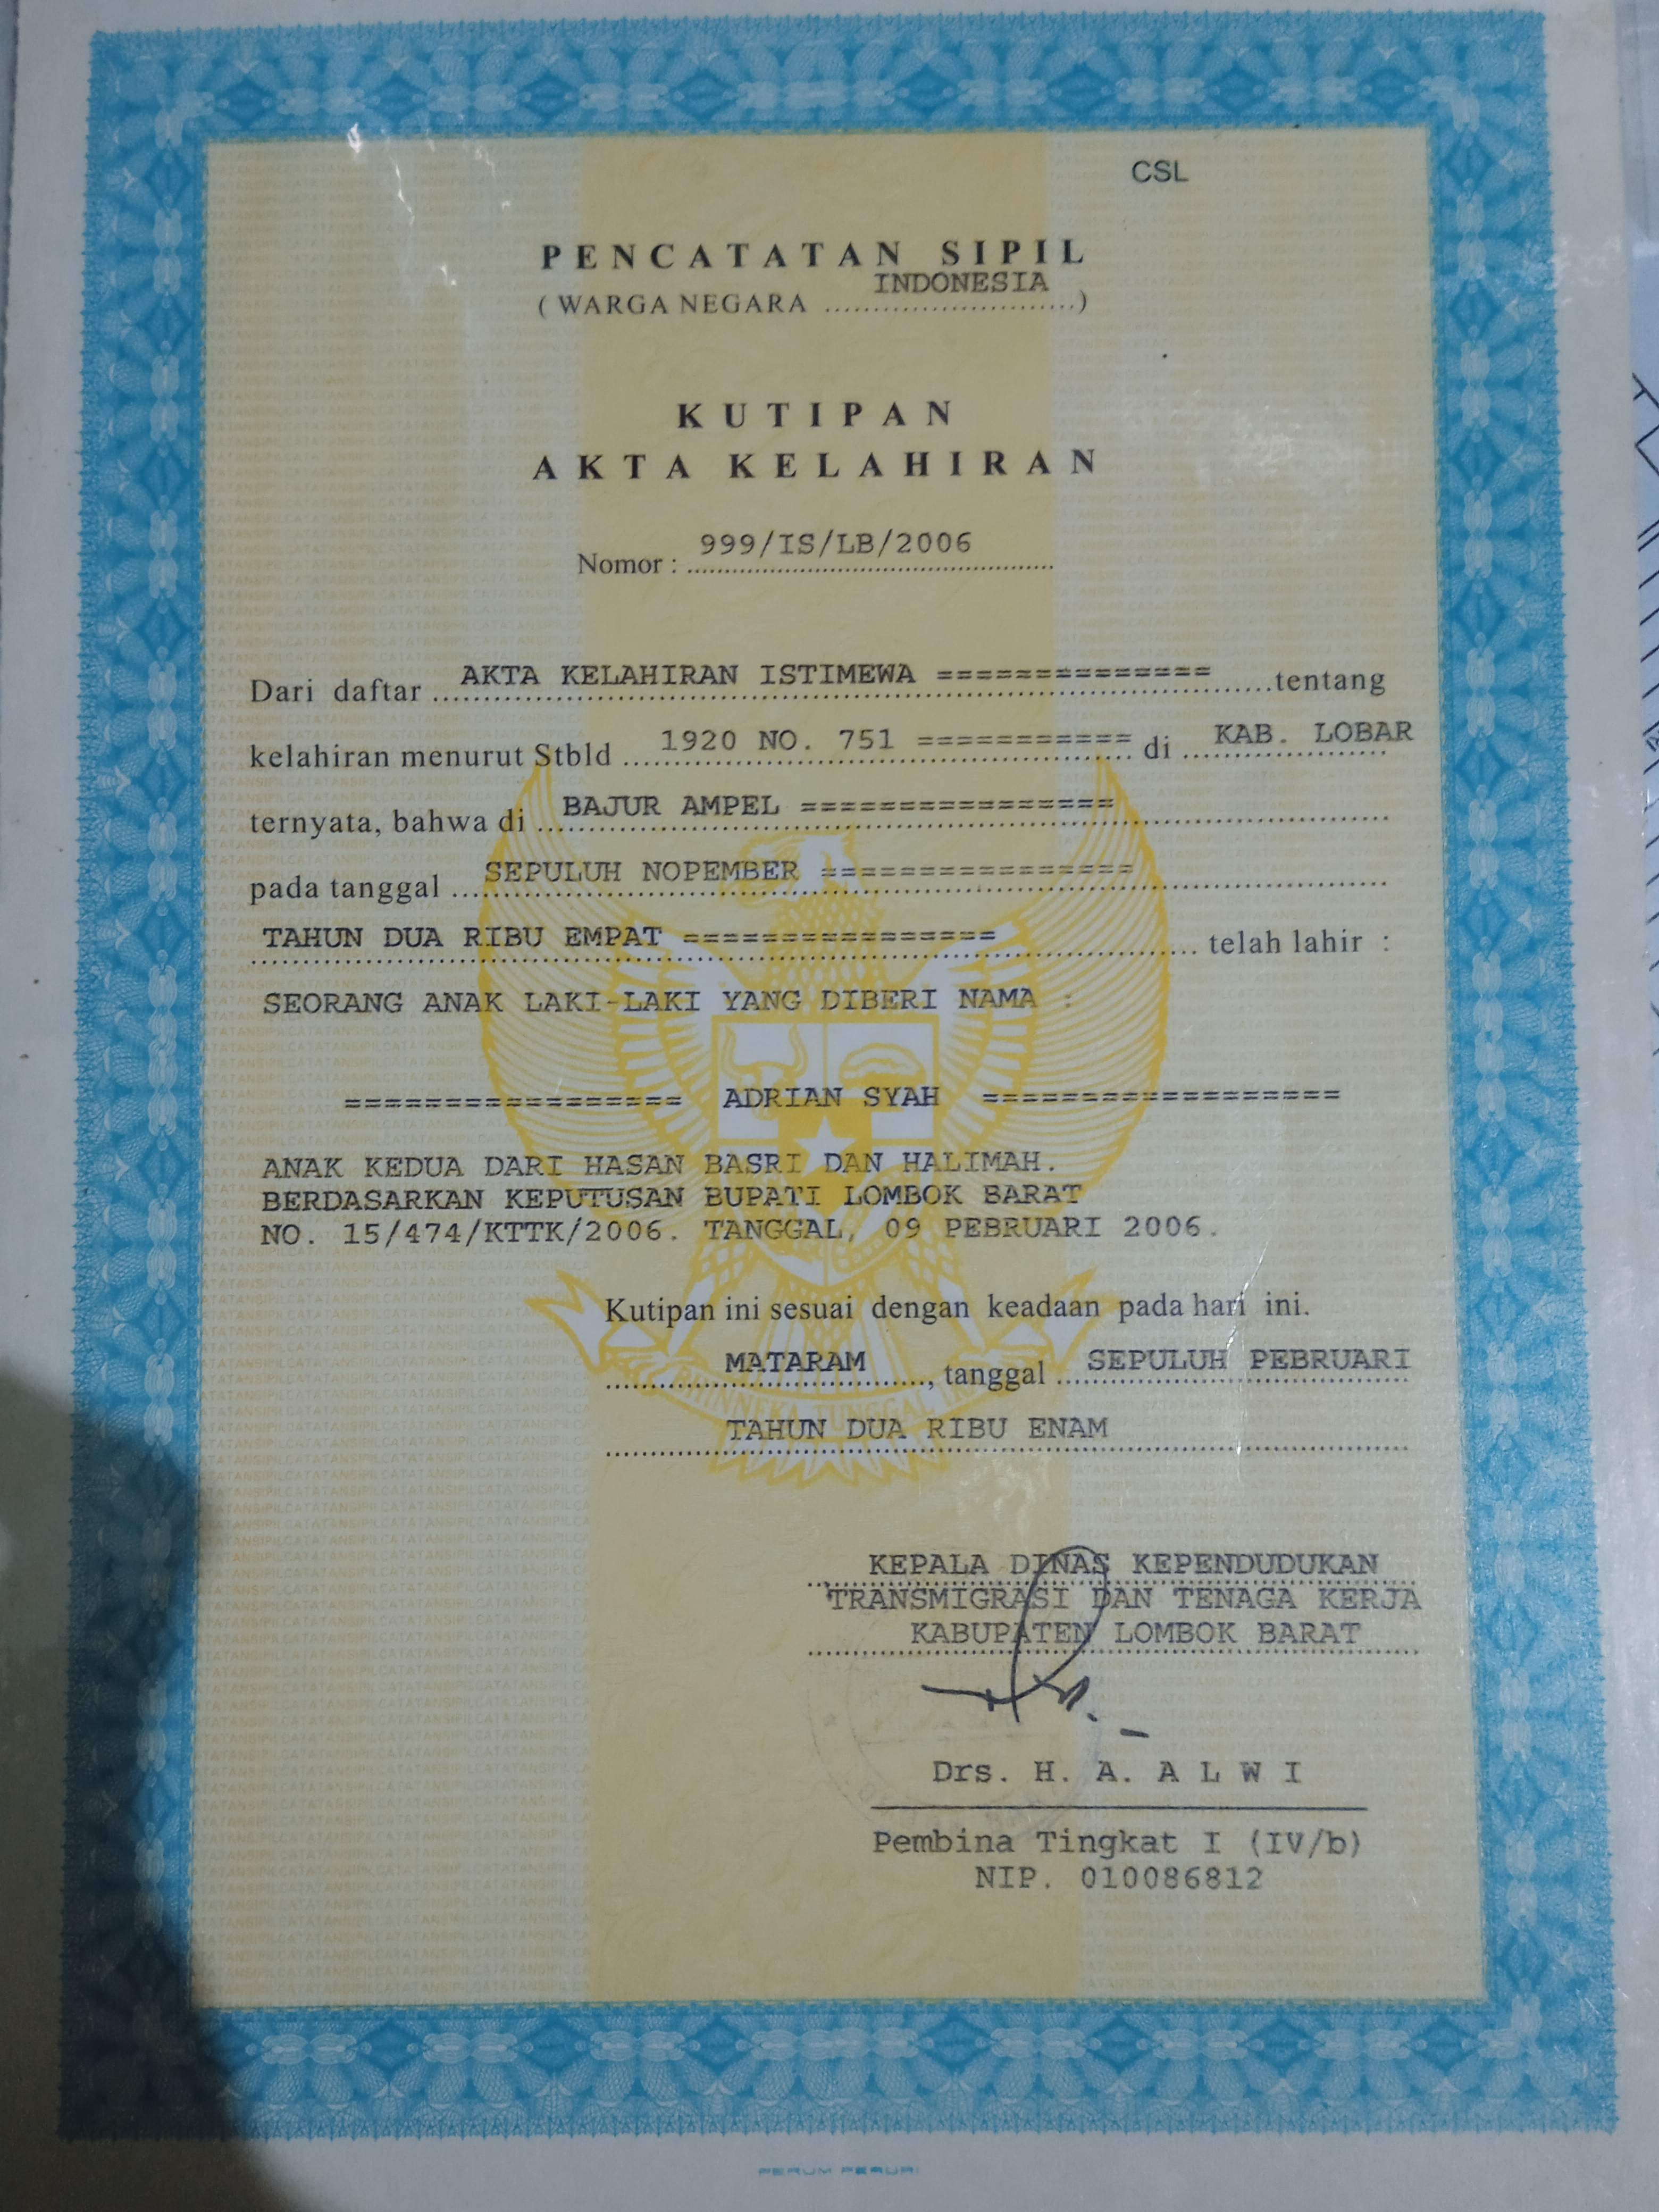 CSL
PENCATATAN SIPIL
INDONESIA
( WARGA NEGARA ..........................)
KUTIPAN
AKTA KELAHIRAN
Nomor : 999/IS/LB/2006
Dari daftar AKTA KELAHIRAN ISTIMEWA ============== tentang
kelahiran menurut Stbld 1920 NO. 751 =========== di KAB. LOBAR
ternyata, bahwa di BAJUR AMPEL ================
pada tanggal SEPULUH NOPEMBER ================
TAHUN DUA RIBU EMPAT ================ telah lahir :
SEORANG ANAK LAKI-LAKI YANG DIBERI NAMA :
================= ADRIAN SYAH ==================
ANAK KEDUA DARI HASAN BASRI DAN HALIMAH.
BERDASARKAN KEPUTUSAN BUPATI LOMBOK BARAT
NO. 15/474/KTTK/2006. TANGGAL, 09 PEBRUARI 2006.
Kutipan ini sesuai dengan keadaan pada hari ini.
MATARAM, tanggal SEPULUH PEBRUARI
TAHUN DUA RIBU ENAM
KEPALA DINAS KEPENDUDUKAN
TRANSMIGRASI DAN TENAGA KERJA
KABUPATEN LOMBOK BARAT
Drs. H. A. A L W I
Pembina Tingkat I (IV/b)
NIP. 010086812
PERUM PERURI